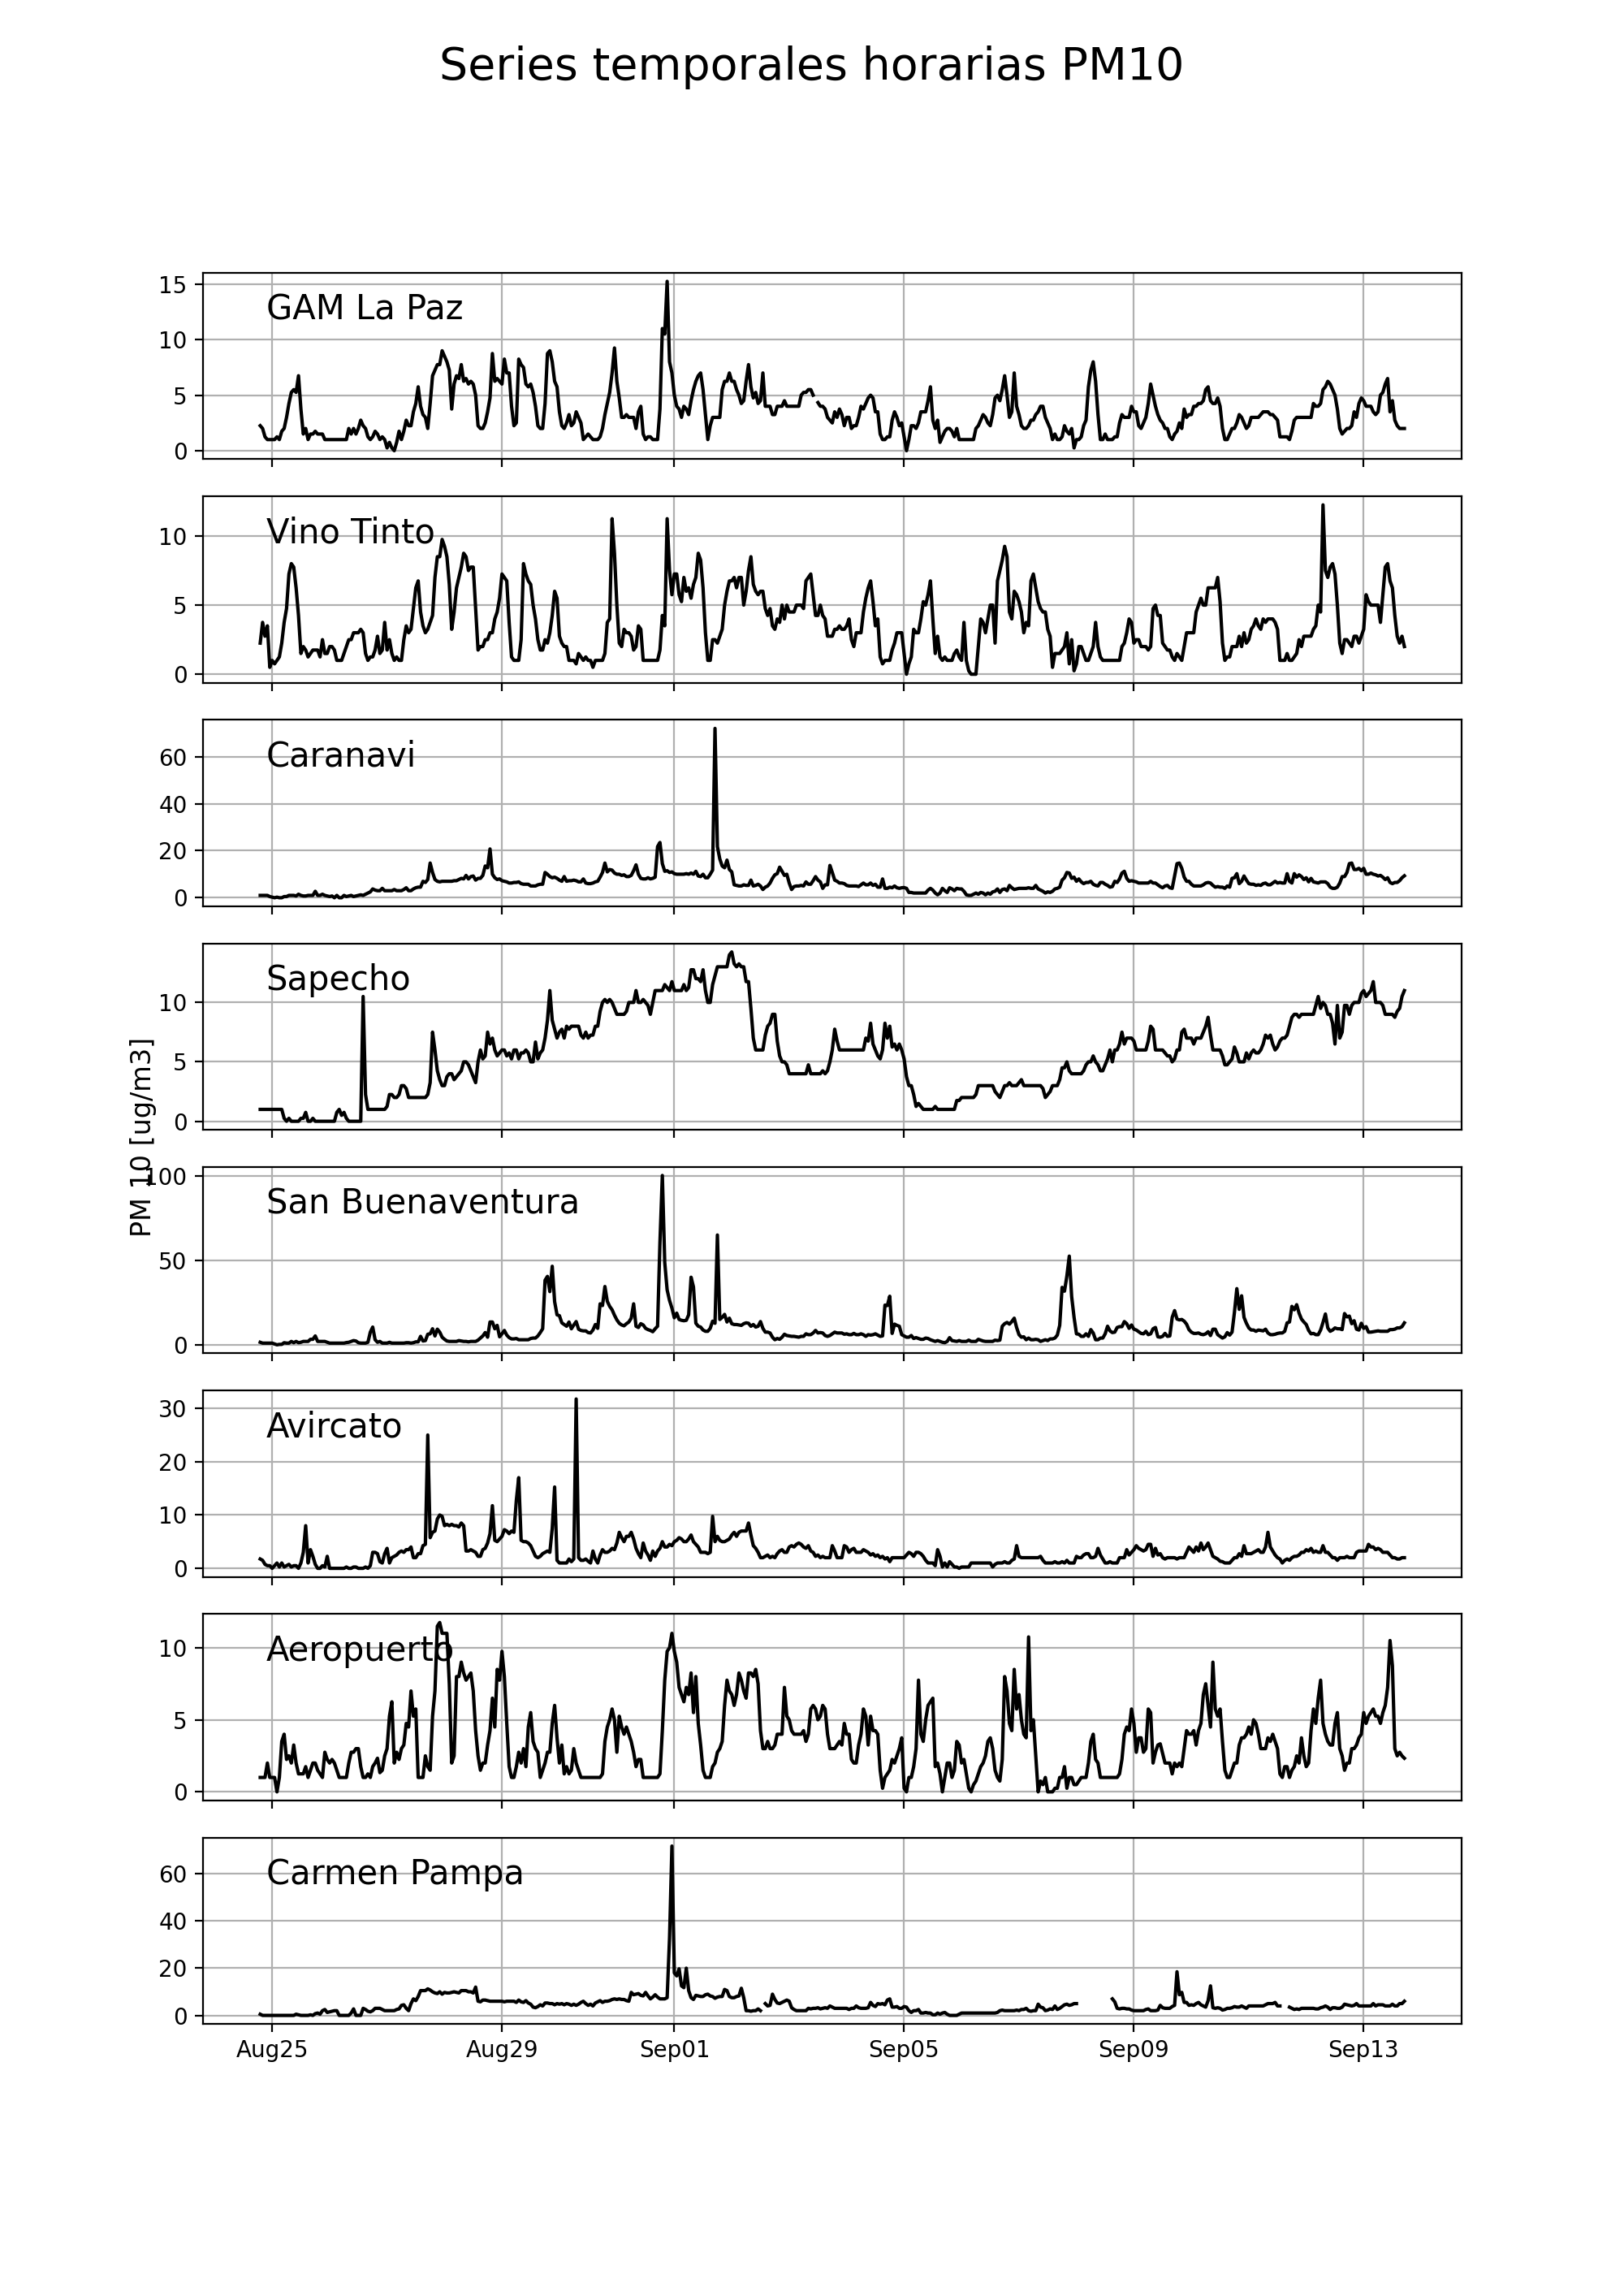 Series temporales horarias PM10
PM 10 [ug/m3]
GAM La Paz
15
10
5
0
Vino Tinto
10
5
0
Caranavi
60
40
20
0
Sapecho
10
5
0
San Buenaventura
100
50
0
Avircato
30
20
10
0
Aeropuerto
10
5
0
Carmen Pampa
60
40
20
0
Aug25 Aug29 Sep01 Sep05 Sep09 Sep13